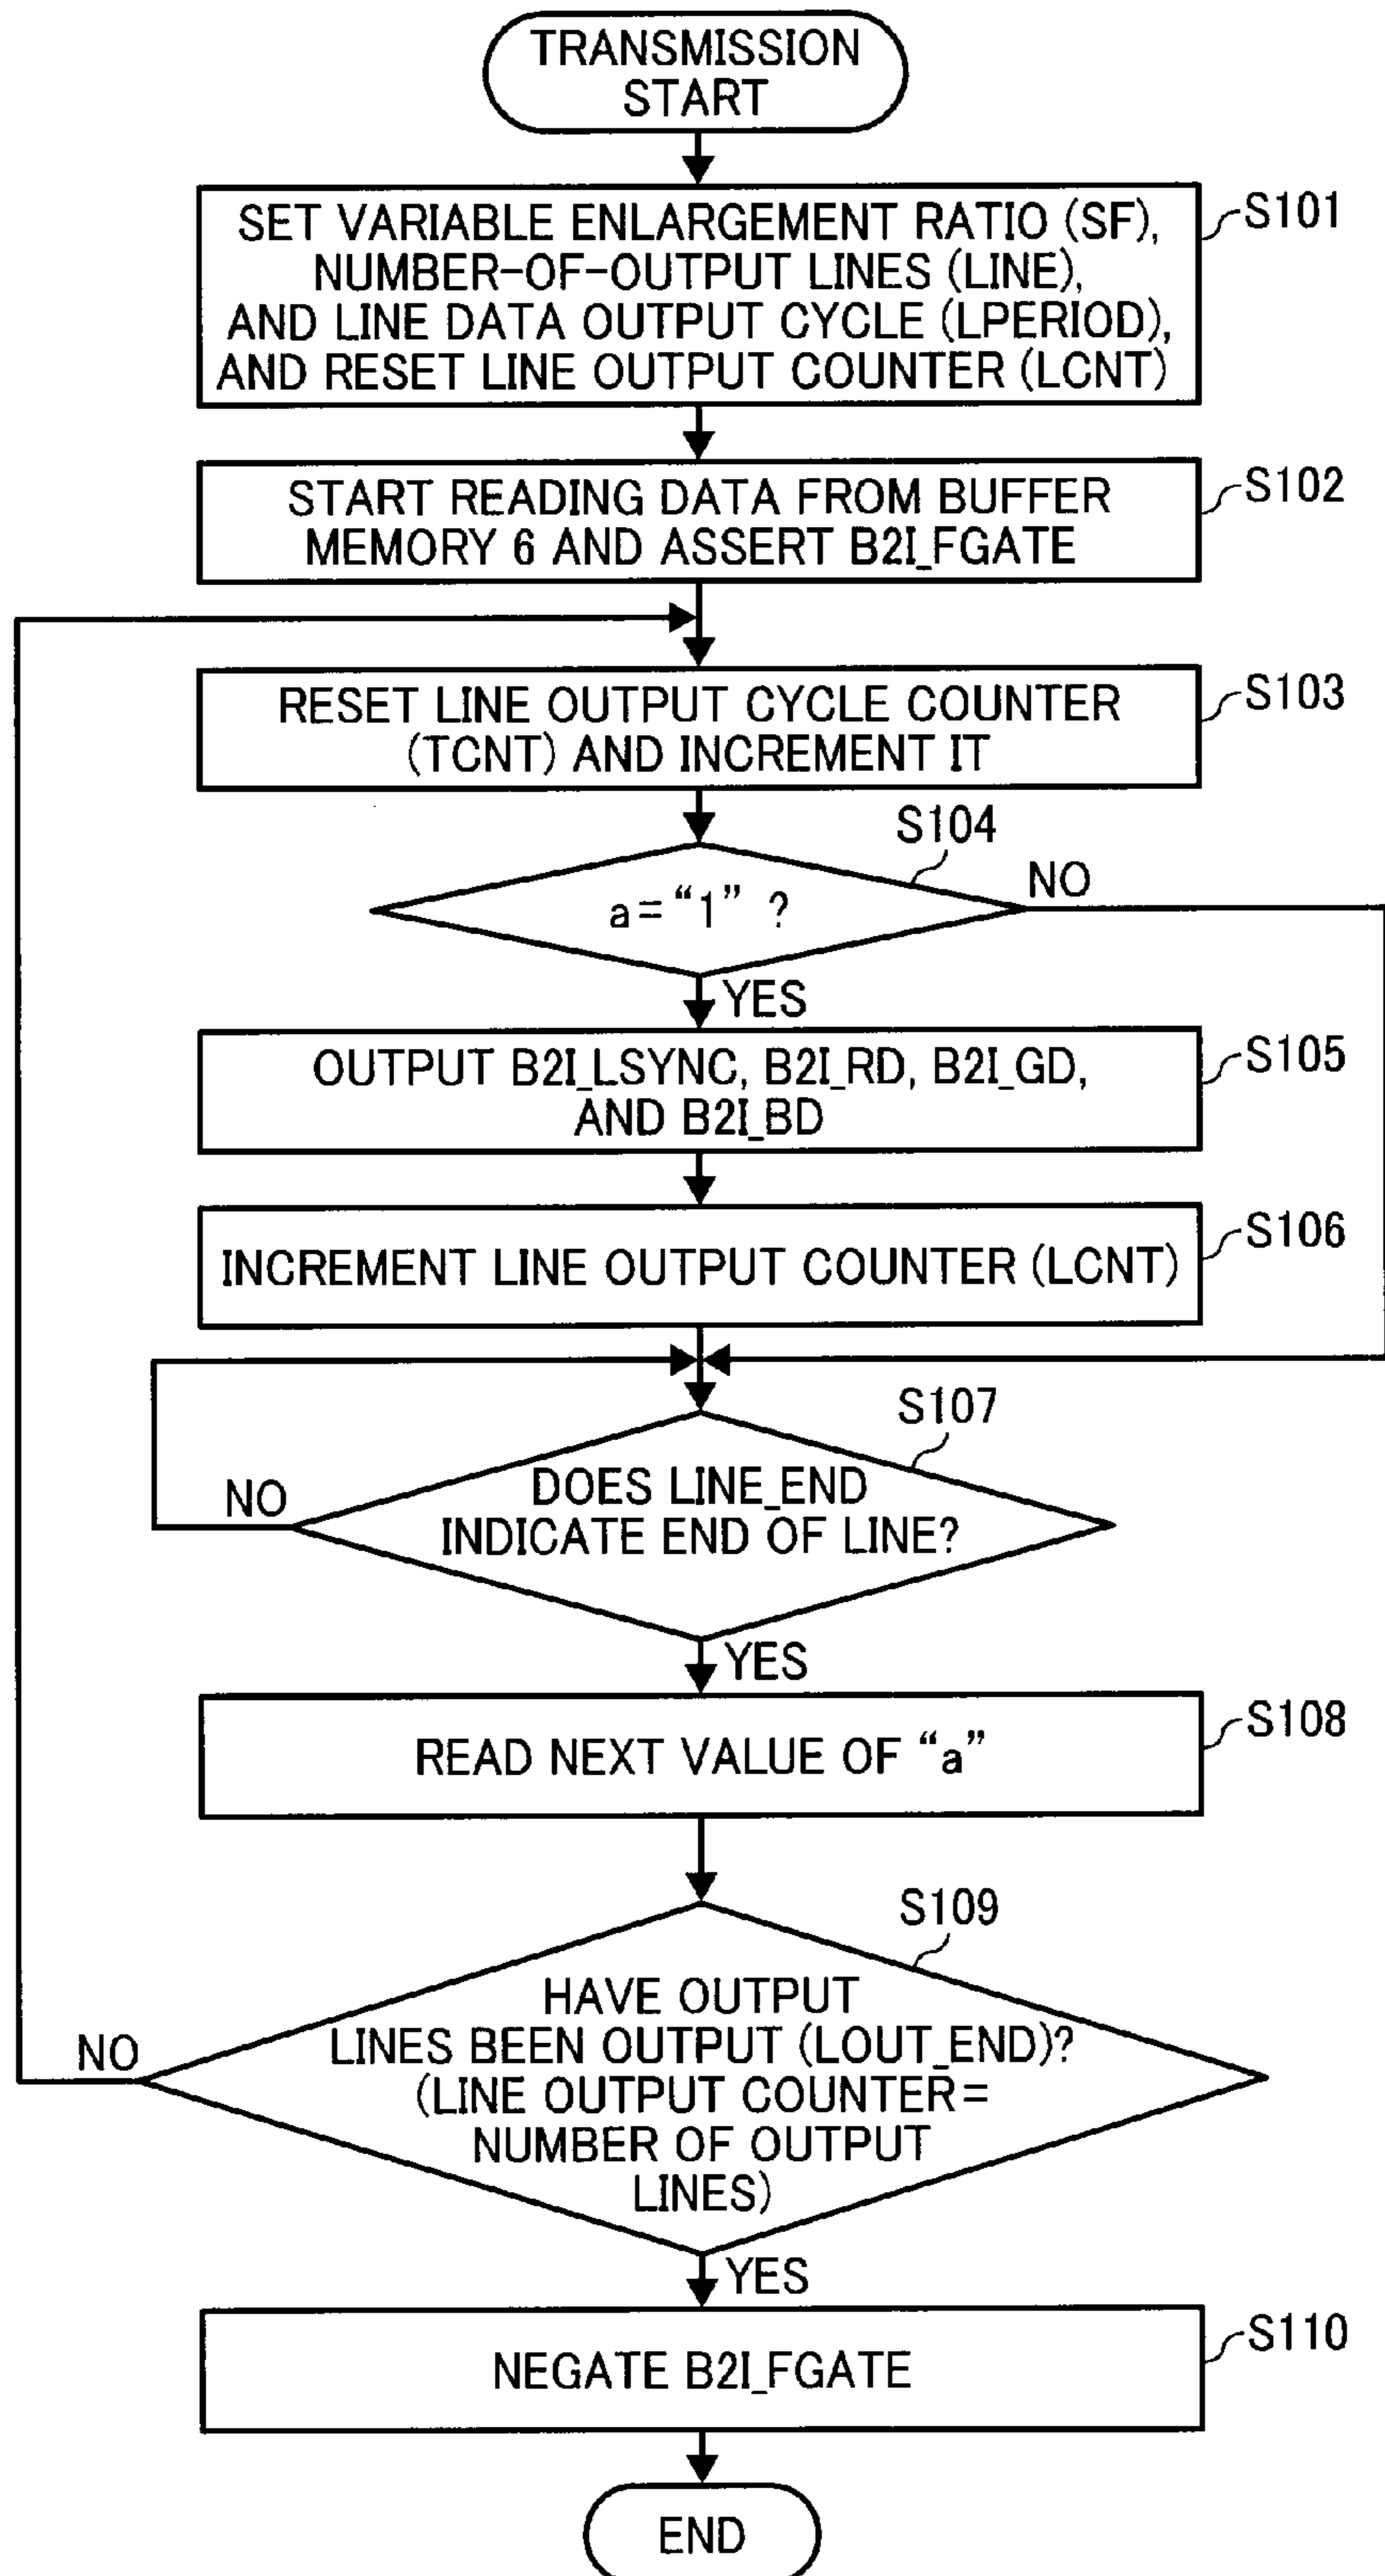 TRANSMISSION
START
SET VARIABLE ENLARGEMENT RATIO (SF),
NUMBER-OF-OUTPUT LINES (LINE),
AND LINE DATA OUTPUT CYCLE (LPERIOD),
AND RESET LINE OUTPUT COUNTER (LCNT)
S101
START READING DATA FROM BUFFER
MEMORY 6 AND ASSERT B2I_FGATE
S102
RESET LINE OUTPUT CYCLE COUNTER
(TCNT) AND INCREMENT IT
S103
S104
a = “1” ?
NO
YES
OUTPUT B2I_LSYNC, B2I_RD, B2I_GD,
AND B2I_BD
S105
INCREMENT LINE OUTPUT COUNTER (LCNT)
S106
S107
DOES LINE_END
INDICATE END OF LINE?
NO
YES
READ NEXT VALUE OF “a”
S108
S109
HAVE OUTPUT
LINES BEEN OUTPUT (LOUT_END)?
(LINE OUTPUT COUNTER=
NUMBER OF OUTPUT
LINES)
NO
YES
NEGATE B2I_FGATE
S110
END